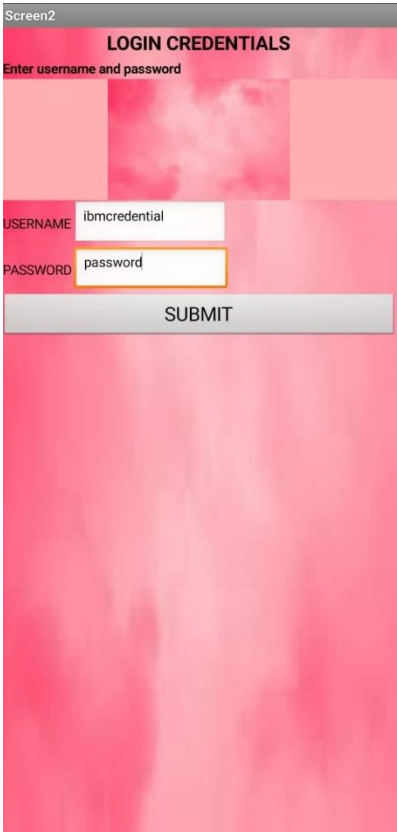 Screen2
LOGIN CREDENTIALS
Enter username and password
USERNAME ibmcredential
PASSWORD password
SUBMIT